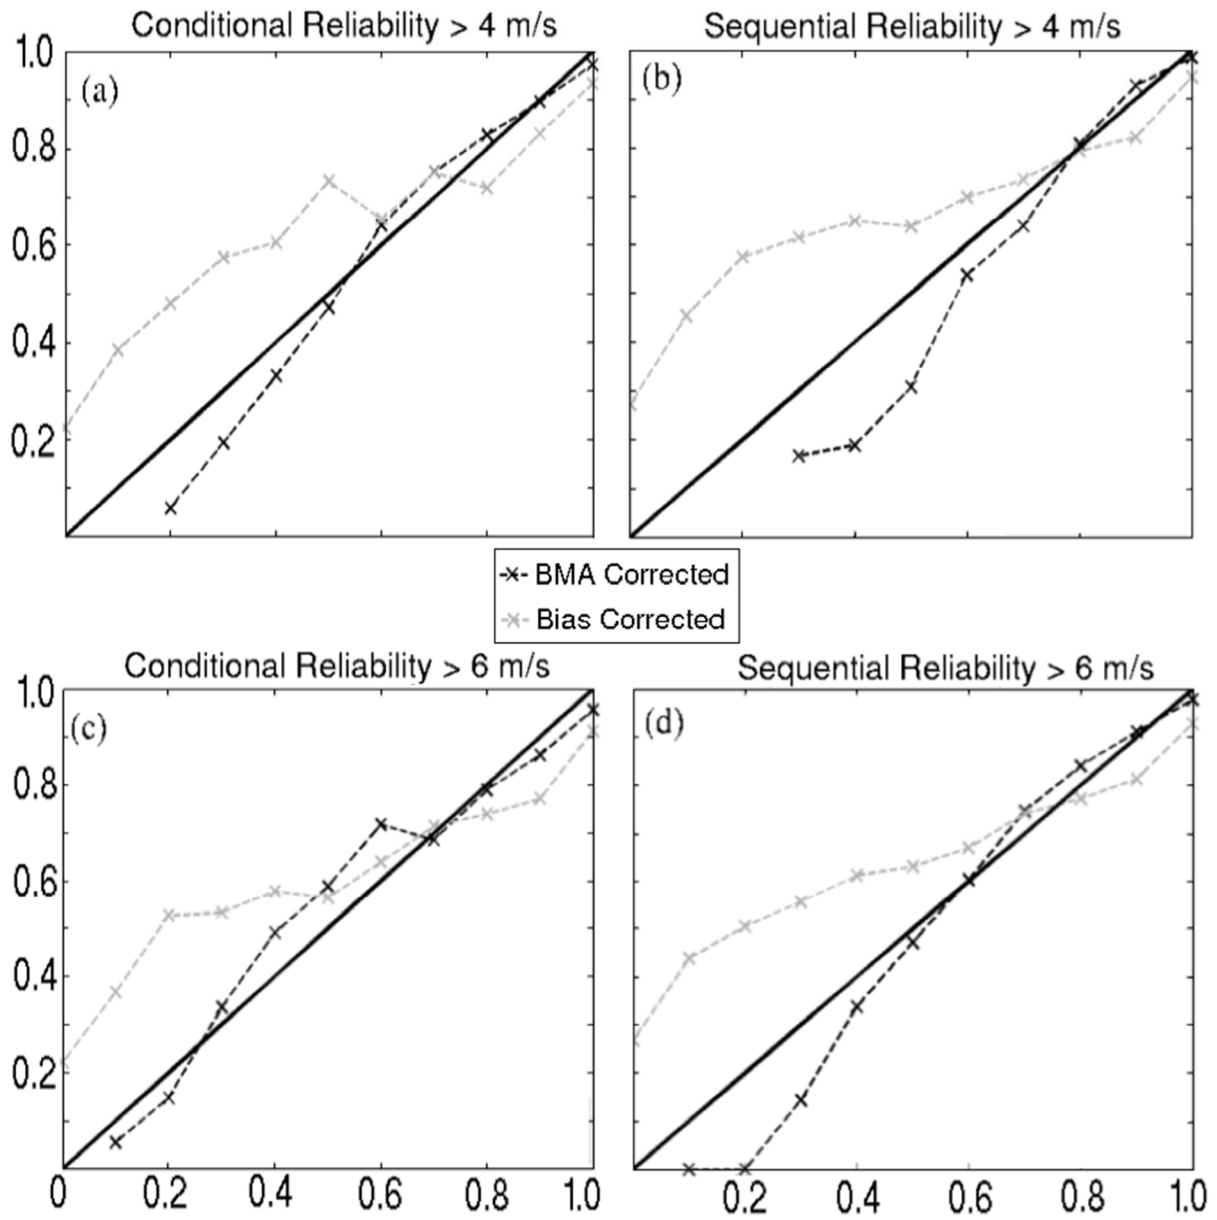 Conditional Reliability > 4 m/s
Sequential Reliability > 4 m/s
1.0
(a)
(b)
0.8
0.6
0.4
0.2
BMA Corrected
Bias Corrected
Conditional Reliability > 6 m/s
Sequential Reliability > 6 m/s
1.0
(c)
(d)
0.8
0.6
0.4
0.2
0 0.2 0.4 0.6 0.8 1.0
0.2 0.4 0.6 0.8 1.0